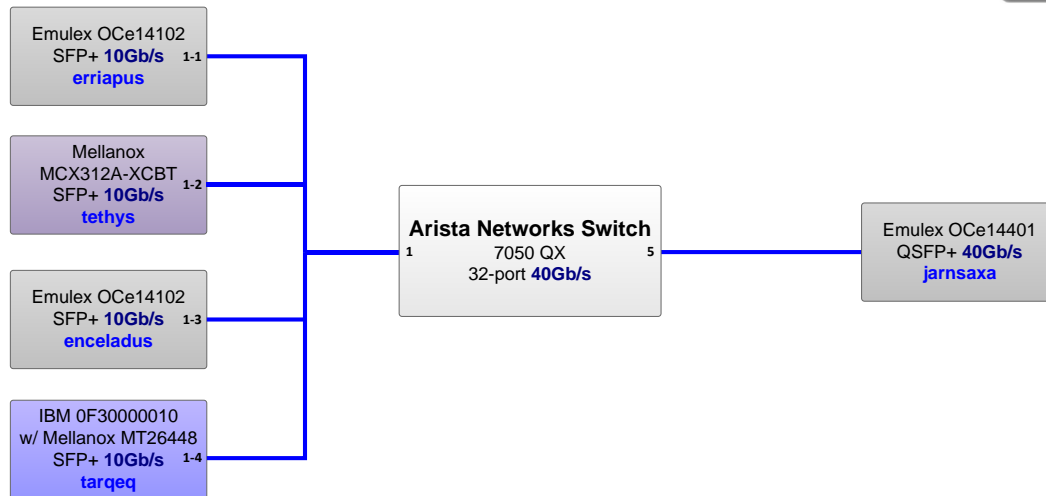 Emulex OCe14102
SFP+ 10Gb/s
1-1
erriapus
Mellanox
MCX312A-XCBT
1-2
SFP+ 10Gb/s
tethys
Emulex OCe14102
SFP+ 10Gb/s
1-3
enceladus
IBM 0F30000010
w/ Mellanox MT26448
SFP+ 10Gb/s
1-4
tarqeq
Arista Networks Switch
1
7050 QX
5
32-port 40Gb/s
Emulex OCe14401
QSFP+ 40Gb/s
jarnsaxa